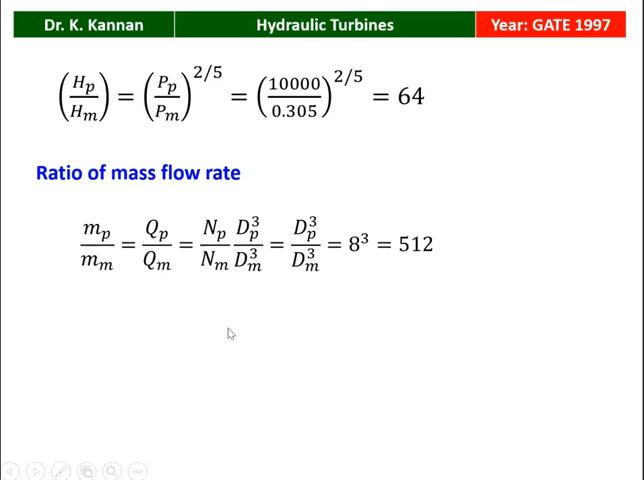 Dr. K. Kannan Hydraulic Turbines Year: GATE 1997
(H_p/H_m) = (P_p/P_m)^{2/5} = (10000/0.305)^{2/5} = 64
Ratio of mass flow rate
m_p/m_m = Q_p/Q_m = N_p/N_m D_p^3/D_m^3 = D_p^3/D_m^3 = 8^3 = 512